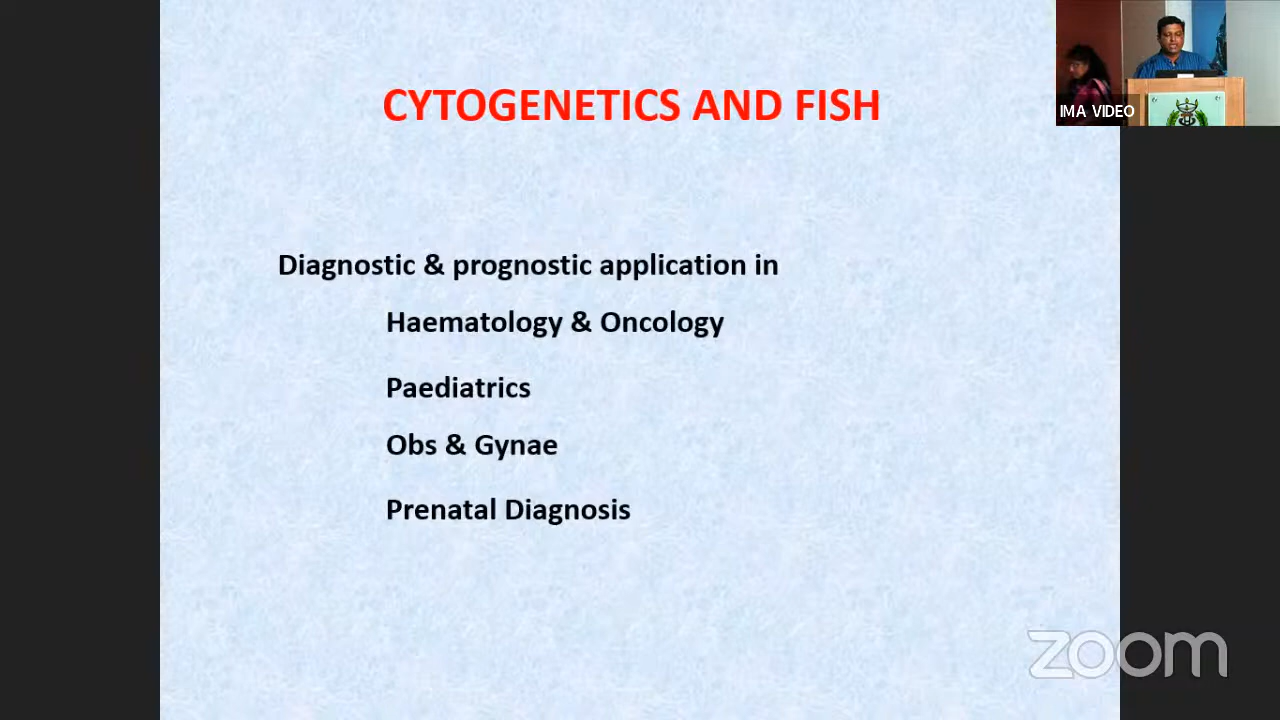 CYTOGENETICS AND FISH
IMA VIDEO
Diagnostic & prognostic application in
Haematology & Oncology
Paediatrics
Obs & Gynae
Prenatal Diagnosis
zoom